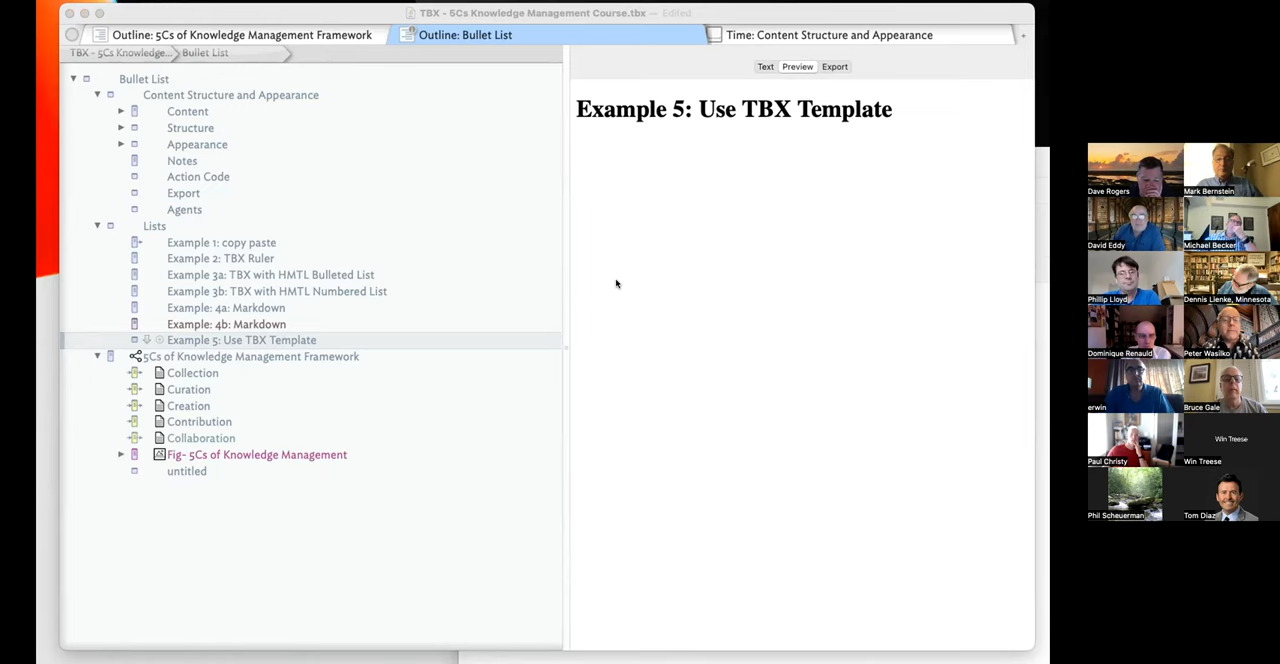 TBX - 5Cs Knowledge Management Course.tbx — Edited
Outline: 5Cs of Knowledge Management Framework
Outline: Bullet List
Time: Content Structure and Appearance
TBX - 5Cs Knowledge... Bullet List
Text Preview Export
Bullet List
Content Structure and Appearance
Content
Structure
Appearance
Notes
Action Code
Export
Agents
Lists
Example 1: copy paste
Example 2: TBX Ruler
Example 3a: TBX with HMTL Bulleted List
Example 3b: TBX with HMTL Numbered List
Example: 4a: Markdown
Example: 4b: Markdown
Example 5: Use TBX Template
5Cs of Knowledge Management Framework
Collection
Curation
Creation
Contribution
Collaboration
Fig- 5Cs of Knowledge Management
untitled
Example 5: Use TBX Template
Dave Rogers
Mark Bernstein
David Eddy
Michael Becker
Phillip Lloyd
Dennis Lienke, Minnesota
Dominique Renauld
Peter Wasilko
erwin
Bruce Gale
Paul Christy
Win Treese
Win Treese
Phil Scheuerman
Tom Diaz